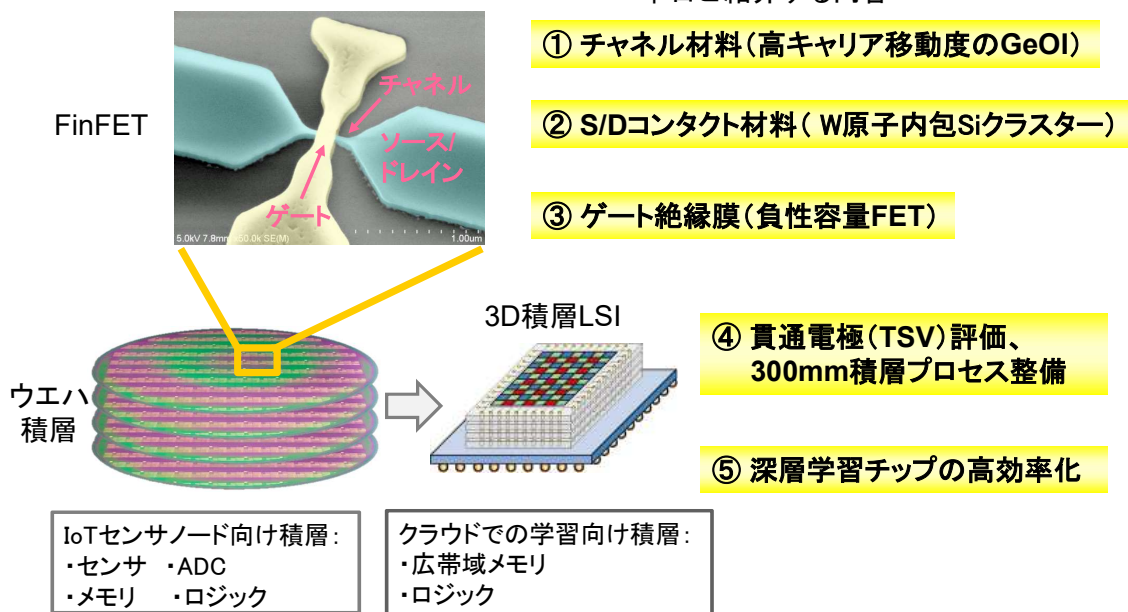 ① チャネル材料(高キャリア移動度のGeOI)
FinFET
チャネル
ソース/
ドレイン
ゲート
② S/Dコンタクト材料( W原子内包Siクラスター)
③ ゲート絶縁膜(負性容量FET)
5.0kV 7.8mm x50.0k SE(M)
1.00um
3D積層LSI
④ 貫通電極(TSV)評価、
300mm積層プロセス整備
ウエハ
積層
⑤ 深層学習チップの高効率化
IoTセンサノード向け積層:
・センサ ・ADC
・メモリ ・ロジック
クラウドでの学習向け積層:
・広帯域メモリ
・ロジック